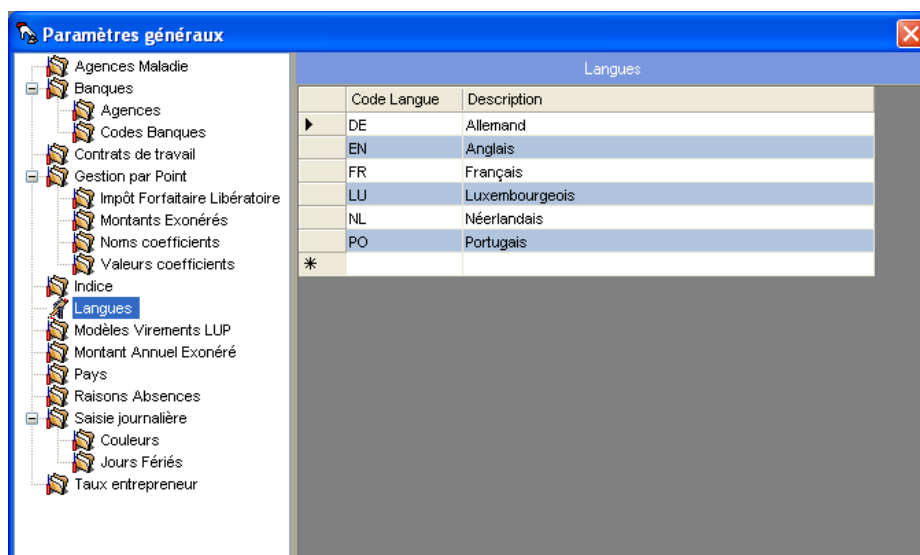 Paramètres généraux
Agences Maladie
Banques
Agences
Codes Banques
Contrats de travail
Gestion par Point
Impôt Forfaitaire Libératoire
Montants Exonérés
Noms coefficients
Valeurs coefficients
Indice
Langues
Modèles Virements LUP
Montant Annuel Exonéré
Pays
Raisons Absences
Saisie journalière
Couleurs
Jours Fériés
Taux entrepreneur
Langues
Code Langue Description
DE Allemand
EN Anglais
FR Français
LU Luxembourgeois
NL Néerlandais
PO Portugais